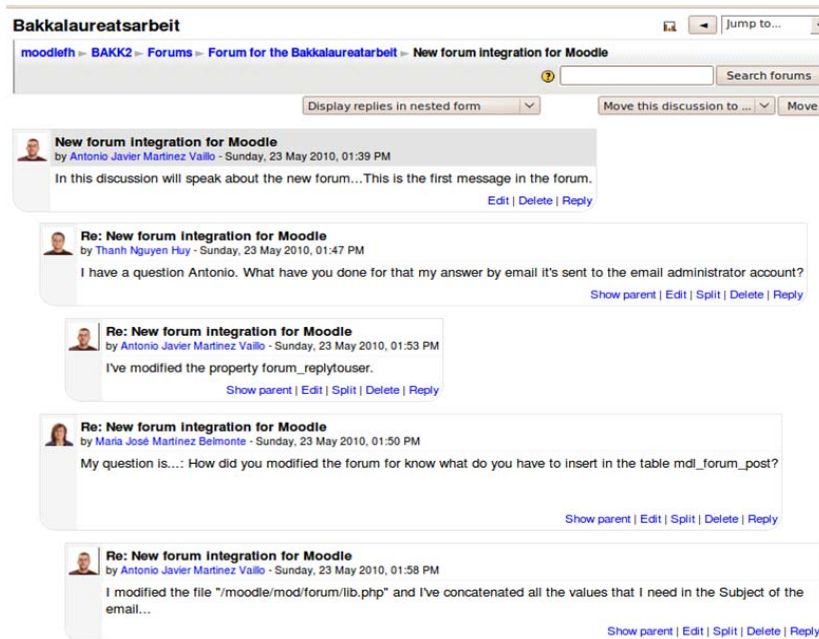 Bakkalaureatsarbeit
Jump to...
moodlefh ► BAKK2 ► Forums ► Forum for the Bakkalaureatarbeit ► New forum integration for Moodle
Search forums
Display replies in nested form
Move this discussion to ...
Move
New forum integration for Moodle
by Antonio Javier Martinez Vaillo - Sunday, 23 May 2010, 01:39 PM
In this discussion will speak about the new forum...This is the first message in the forum.
Edit | Delete | Reply
Re: New forum integration for Moodle
by Thanh Nguyen Huy - Sunday, 23 May 2010, 01:47 PM
I have a question Antonio. What have you done for that my answer by email it's sent to the email administrator account?
Show parent | Edit | Split | Delete | Reply
Re: New forum integration for Moodle
by Antonio Javier Martinez Vaillo - Sunday, 23 May 2010, 01:53 PM
I've modified the property forum_replytouser.
Show parent | Edit | Split | Delete | Reply
Re: New forum integration for Moodle
by Maria José Martínez Belmonte - Sunday, 23 May 2010, 01:50 PM
My question is...: How did you modified the forum for know what do you have to insert in the table mdl_forum_post?
Show parent | Edit | Split | Delete | Reply
Re: New forum integration for Moodle
by Antonio Javier Martinez Vaillo - Sunday, 23 May 2010, 01:58 PM
I modified the file "/moodle/mod/forum/lib.php" and I've concatenated all the values that I need in the Subject of the
email...
Show parent | Edit | Split | Delete | Reply